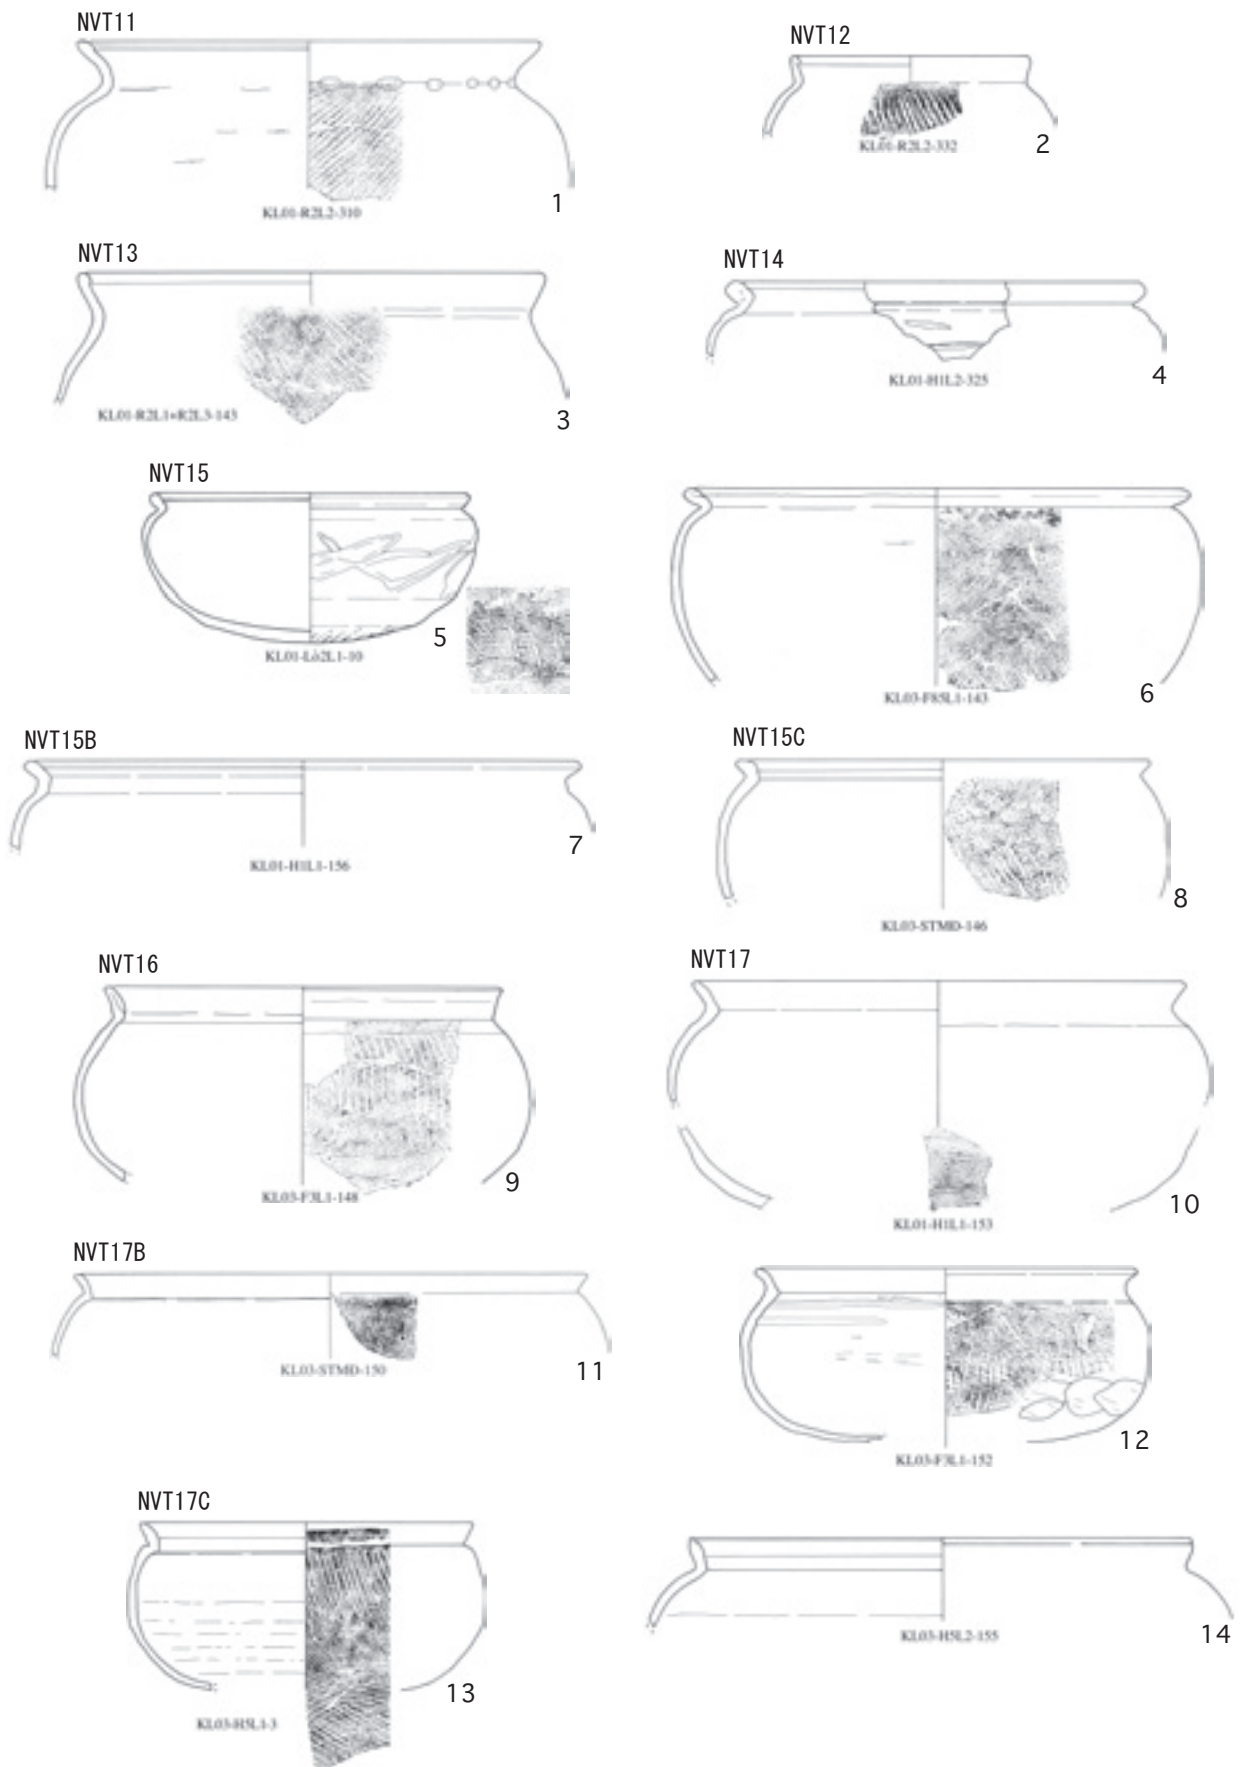 NVT11
KL01-R2L2-310
1
NVT12
KL01-R2L2-332
2
NVT13
KL01-R2L1+R2L3-143
3
NVT14
KL01-H1L2-325
4
NVT15
KL01-Lò2L1-10
5
KL03-F85L1-143
6
NVT15B
KL01-H1L1-156
7
NVT15C
KL03-STMD-146
8
NVT16
KL03-F3L1-148
9
NVT17
KL01-H1L1-153
10
NVT17B
KL03-STMD-150
11
KL03-F3L1-152
12
NVT17C
KL03-H5L1-3
13
KL03-H5L2-155
14